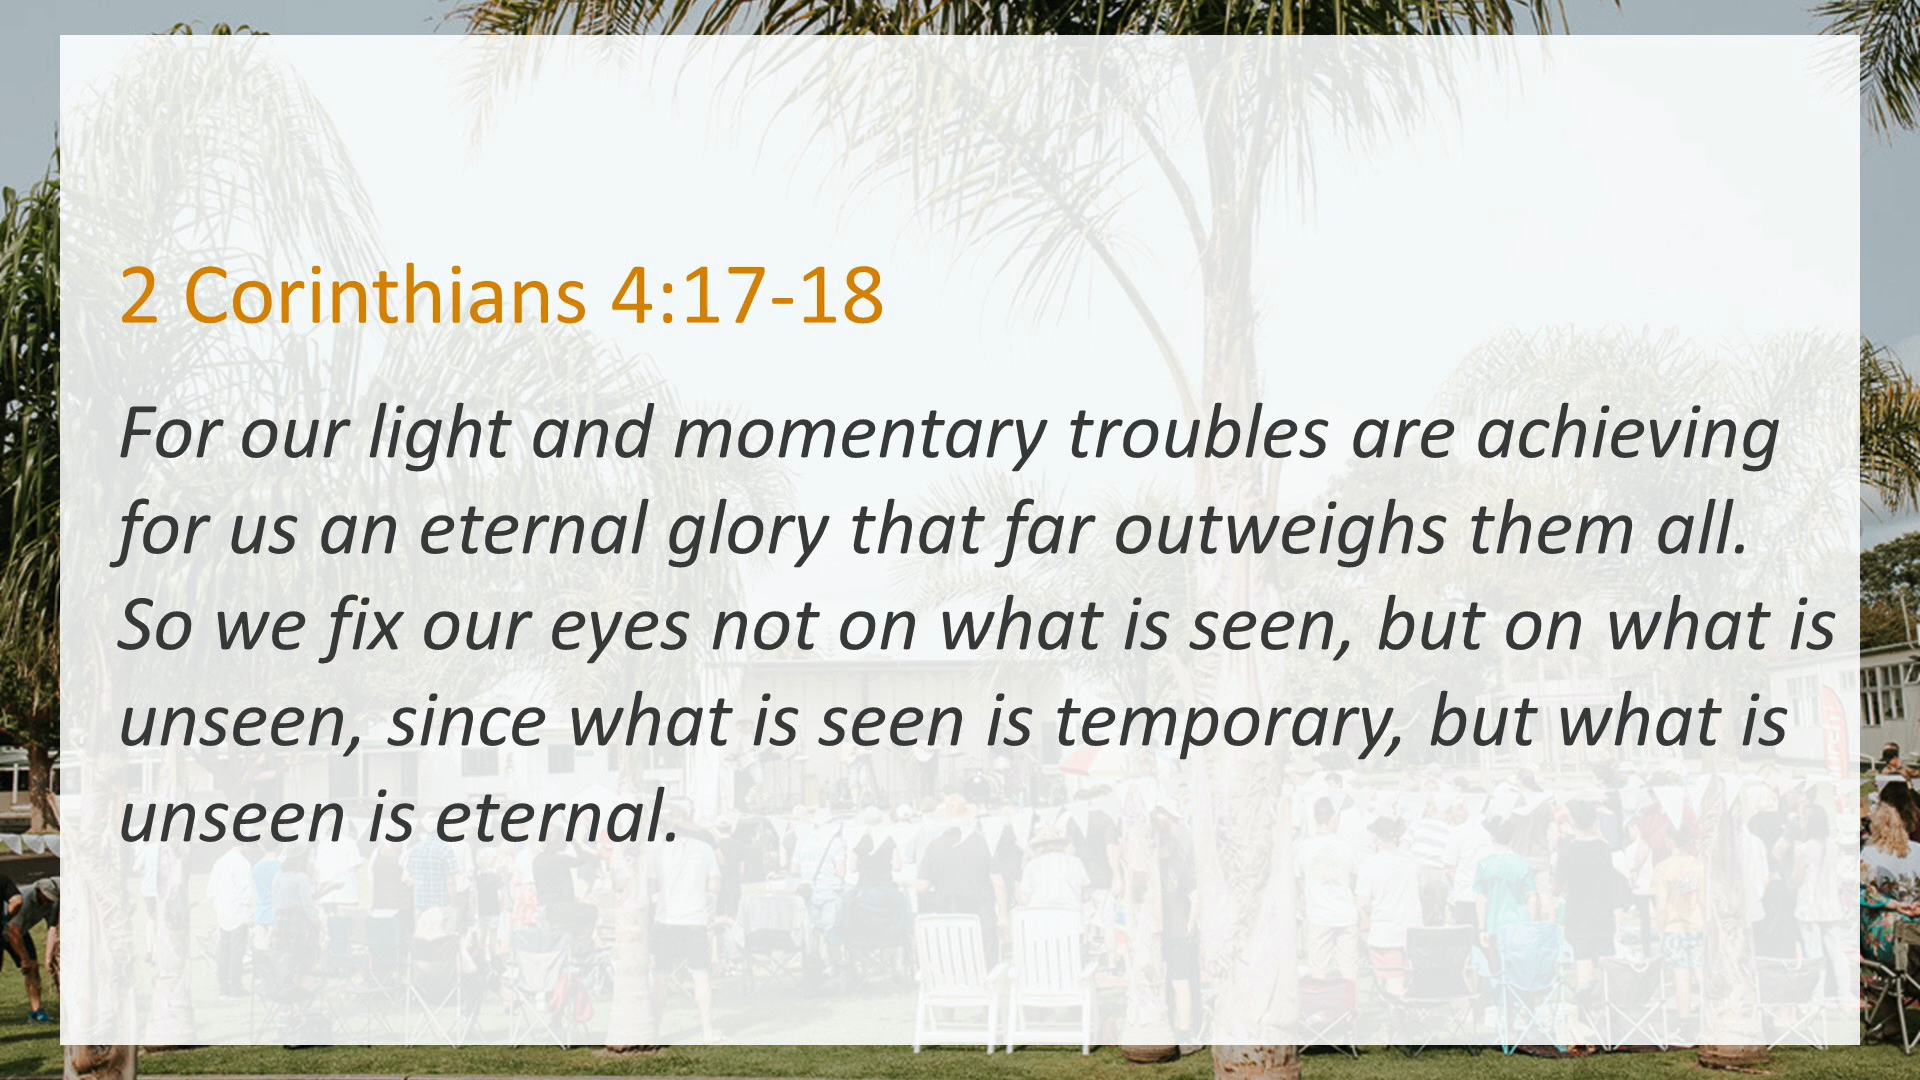 2 Corinthians 4:17-18
For our light and momentary troubles are achieving
for us an eternal glory that far outweighs them all.
So we fix our eyes not on what is seen, but on what is
unseen, since what is seen is temporary, but what is
unseen is eternal.